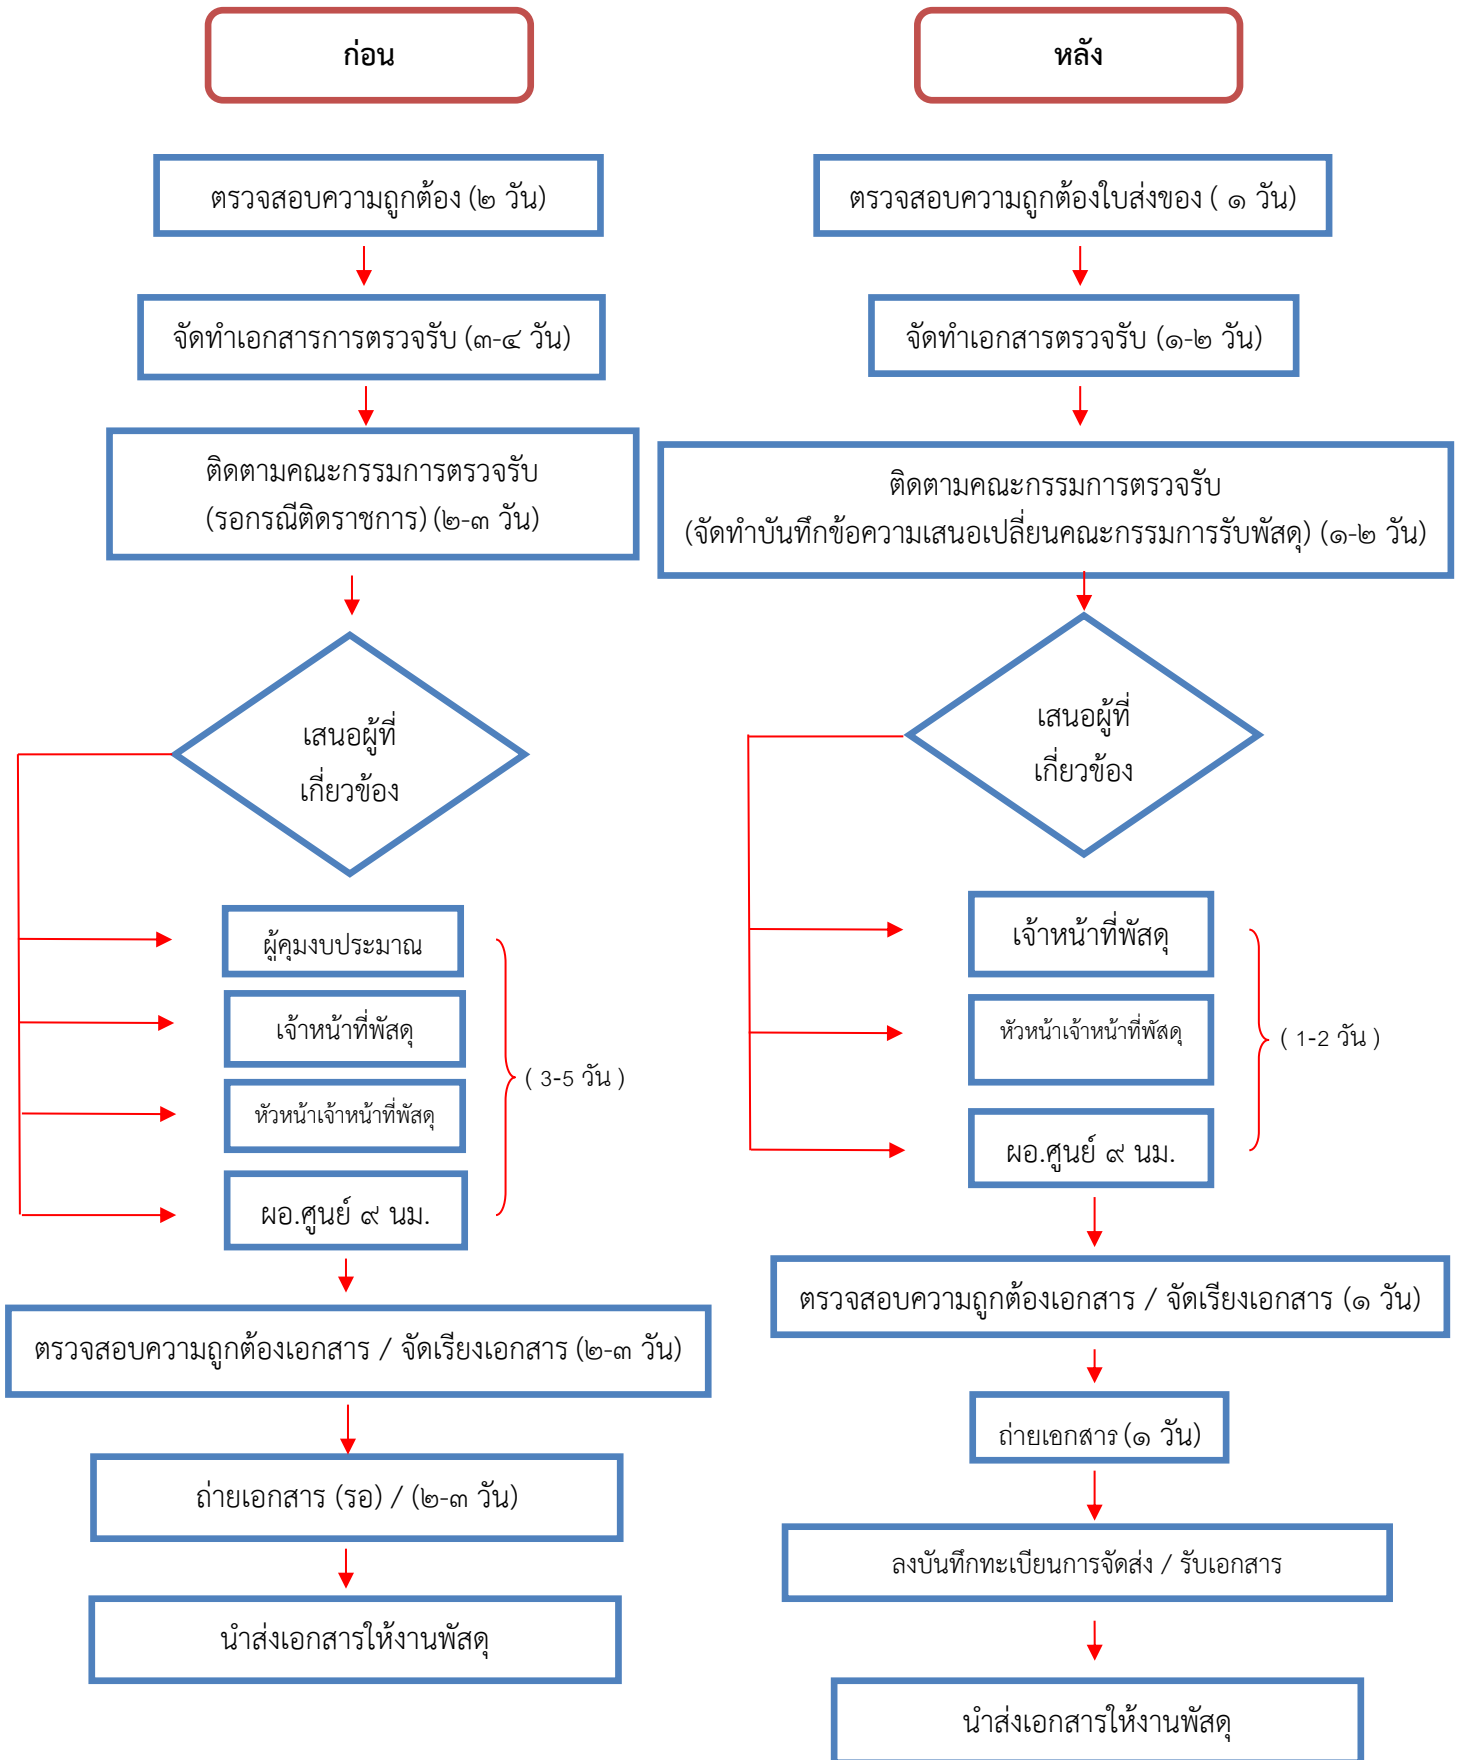 ก่อน
ตรวจสอบความถูกต้อง (๒ วัน)
จัดทำเอกสารการตรวจรับ (๓-๔ วัน)
ติดตามคณะกรรมการตรวจรับ
(รอกรณีติดราชการ) (๒-๓ วัน)
เสนอผู้ที่
เกี่ยวข้อง
ผู้คุมงบประมาณ
เจ้าหน้าที่พัสดุ
หัวหน้าเจ้าหน้าที่พัสดุ
ผอ.ศูนย์ ๙ นม.
( 3-5 วัน )
ตรวจสอบความถูกต้องเอกสาร / จัดเรียงเอกสาร (๒-๓ วัน)
ถ่ายเอกสาร (รอ) / (๒-๓ วัน)
นำส่งเอกสารให้งานพัสดุ
หลัง
ตรวจสอบความถูกต้องใบส่งของ ( ๑ วัน)
จัดทำเอกสารตรวจรับ (๑-๒ วัน)
ติดตามคณะกรรมการตรวจรับ
(จัดทำบันทึกข้อความเสนอเปลี่ยนคณะกรรมการรับพัสดุ) (๑-๒ วัน)
เสนอผู้ที่
เกี่ยวข้อง
เจ้าหน้าที่พัสดุ
หัวหน้าเจ้าหน้าที่พัสดุ
ผอ.ศูนย์ ๙ นม.
( 1-2 วัน )
ตรวจสอบความถูกต้องเอกสาร / จัดเรียงเอกสาร (๑ วัน)
ถ่ายเอกสาร (๑ วัน)
ลงบันทึกทะเบียนการจัดส่ง / รับเอกสาร
นำส่งเอกสารให้งานพัสดุ